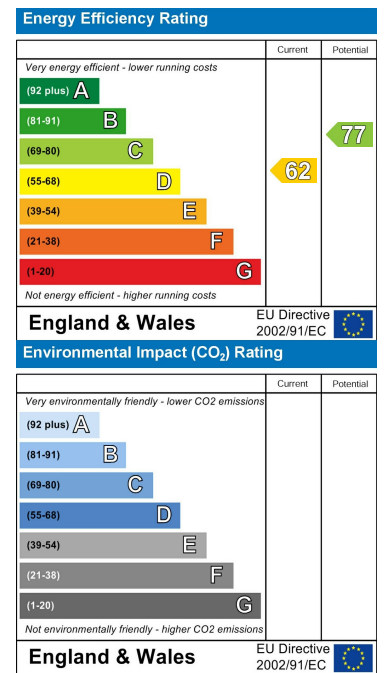 Energy Efficiency Rating
Current Potential
Very energy efficient - lower running costs
(92 plus) A
(81-91) B
77
(69-80) C
62
(55-68) D
(39-54) E
(21-38) F
(1-20) G
Not energy efficient - higher running costs
England & Wales
EU Directive
2002/91/EC
Environmental Impact (CO₂) Rating
Current Potential
Very environmentally friendly - lower CO2 emissions
(92 plus) A
(81-91) B
(69-80) C
(55-68) D
(39-54) E
(21-38) F
(1-20) G
Not environmentally friendly - higher CO2 emissions
England & Wales
EU Directive
2002/91/EC